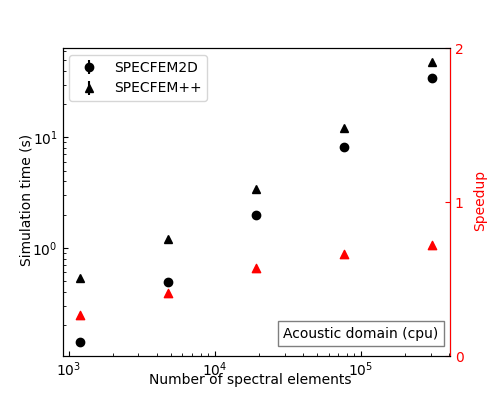 SPECFEM2D
SPECFEM++
Simulation time (s)
10¹
10⁰
2
1
0
Speedup
Acoustic domain (cpu)
10³
10⁴
10⁵
Number of spectral elements